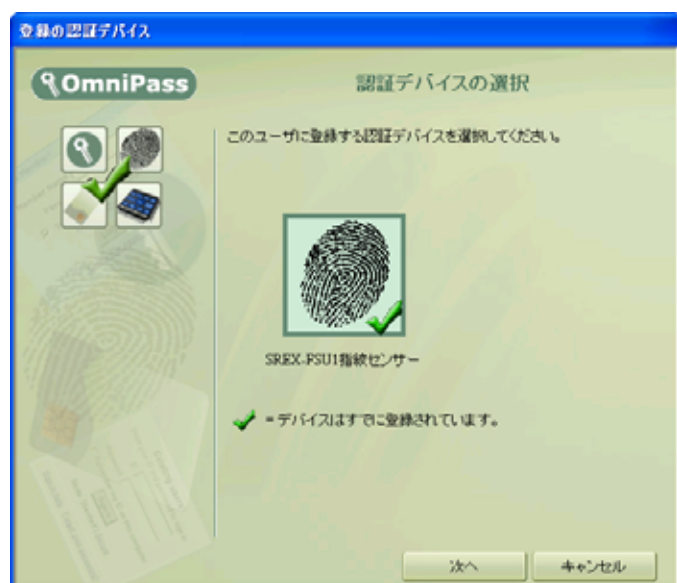 登録の認証デバイス
OmniPass
認証デバイスの選択
このユーザに登録する認証デバイスを選択してください。
SREX-FSU1指紋センサー
=デバイスはすでに登録されています。
次へ
キャンセル